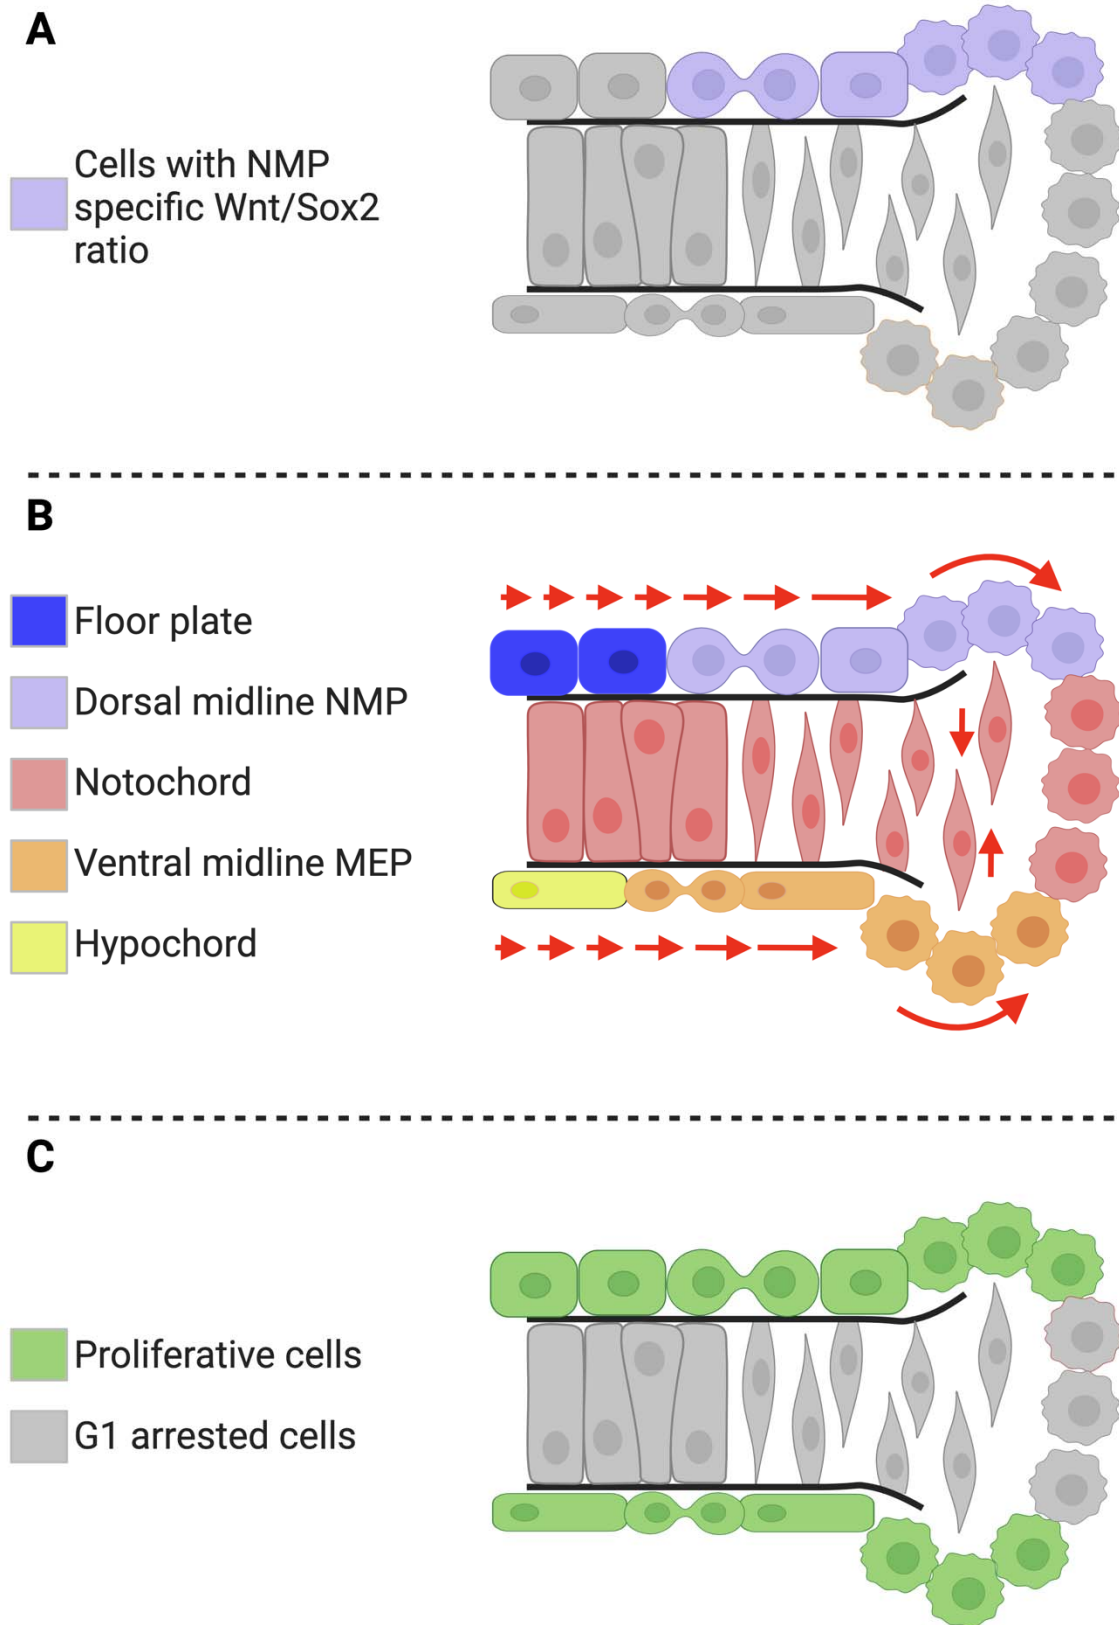 A
Cells with NMP
specific Wnt/Sox2
ratio
B
Floor plate
Dorsal midline NMP
Notochord
Ventral midline MEP
Hypochord
C
Proliferative cells
G1 arrested cells